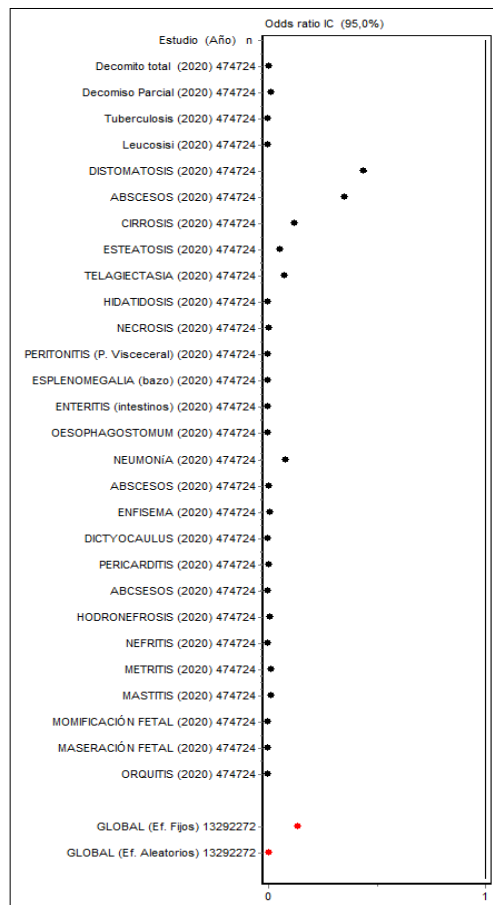 Odds ratio IC (95,0%)
Estudio (Año) n
Decomito total (2020) 474724
Decomiso Parcial (2020) 474724
Tuberculosis (2020) 474724
Leucosisi (2020) 474724
DISTOMATOSIS (2020) 474724
ABSCESOS (2020) 474724
CIRROSIS (2020) 474724
ESTEATOSIS (2020) 474724
TELAGIECTASIA (2020) 474724
HIDATIDOSIS (2020) 474724
NECROSIS (2020) 474724
PERITONITIS (P. Visceceral) (2020) 474724
ESPLENOMEGALIA (bazo) (2020) 474724
ENTERITIS (intestinos) (2020) 474724
OESOPHAGOSTOMUM (2020) 474724
NEUMONíA (2020) 474724
ABSCESOS (2020) 474724
ENFISEMA (2020) 474724
DICTYOCAULUS (2020) 474724
PERICARDITIS (2020) 474724
ABCSESOS (2020) 474724
HODRONEFROSIS (2020) 474724
NEFRITIS (2020) 474724
METRITIS (2020) 474724
MASTITIS (2020) 474724
MOMIFICACIÓN FETAL (2020) 474724
MASERACIÓN FETAL (2020) 474724
ORQUITIS (2020) 474724
GLOBAL (Ef. Fijos) 13292272
GLOBAL (Ef. Aleatorios) 13292272
0 1